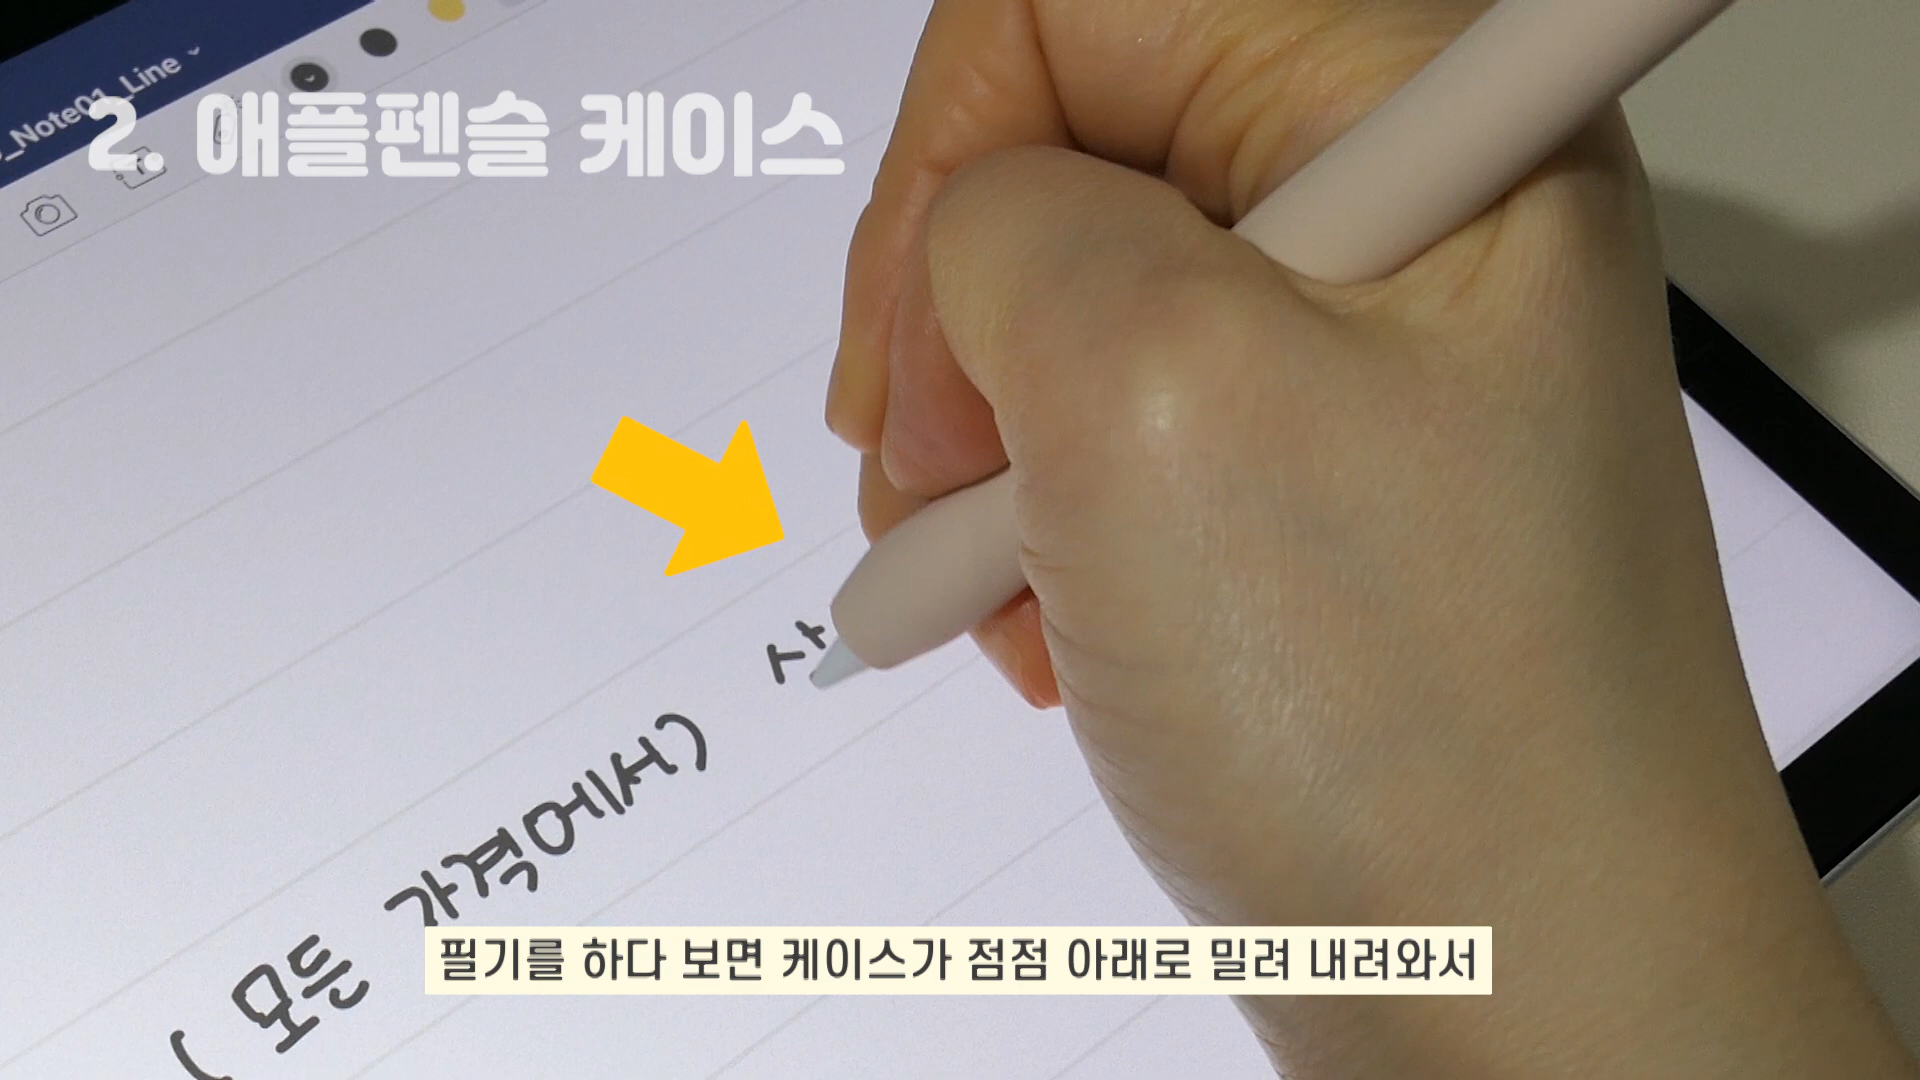 _Note01_Line
2. 애플펜슬 케이스
사
(모든 가격에서)
필기를 하다 보면 케이스가 점점 아래로 밀려 내려와서